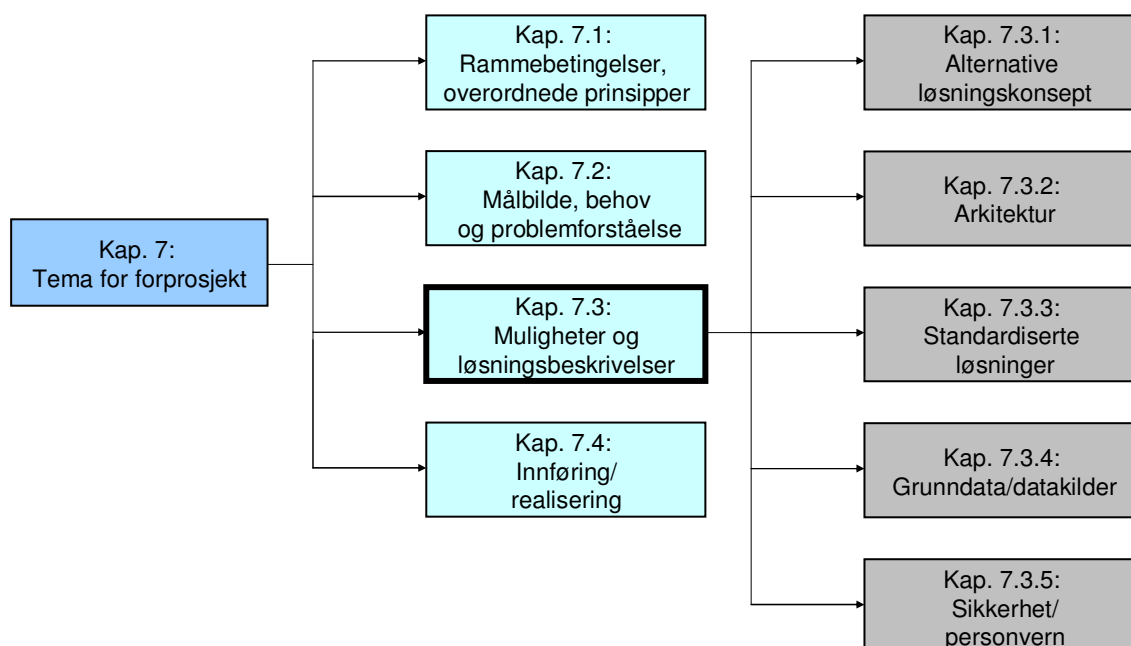 Kap. 7:
Tema for forprosjekt
Kap. 7.1:
Rammebetingelser,
overordnede prinsipper
Kap. 7.2:
Målbilde, behov
og problemforståelse
Kap. 7.3:
Muligheter og
løsningsbeskrivelser
Kap. 7.4:
Innføring/
realisering
Kap. 7.3.1:
Alternative
løsningskonsept
Kap. 7.3.2:
Arkitektur
Kap. 7.3.3:
Standardiserte
løsninger
Kap. 7.3.4:
Grunndata/datakilder
Kap. 7.3.5:
Sikkerhet/
personvern